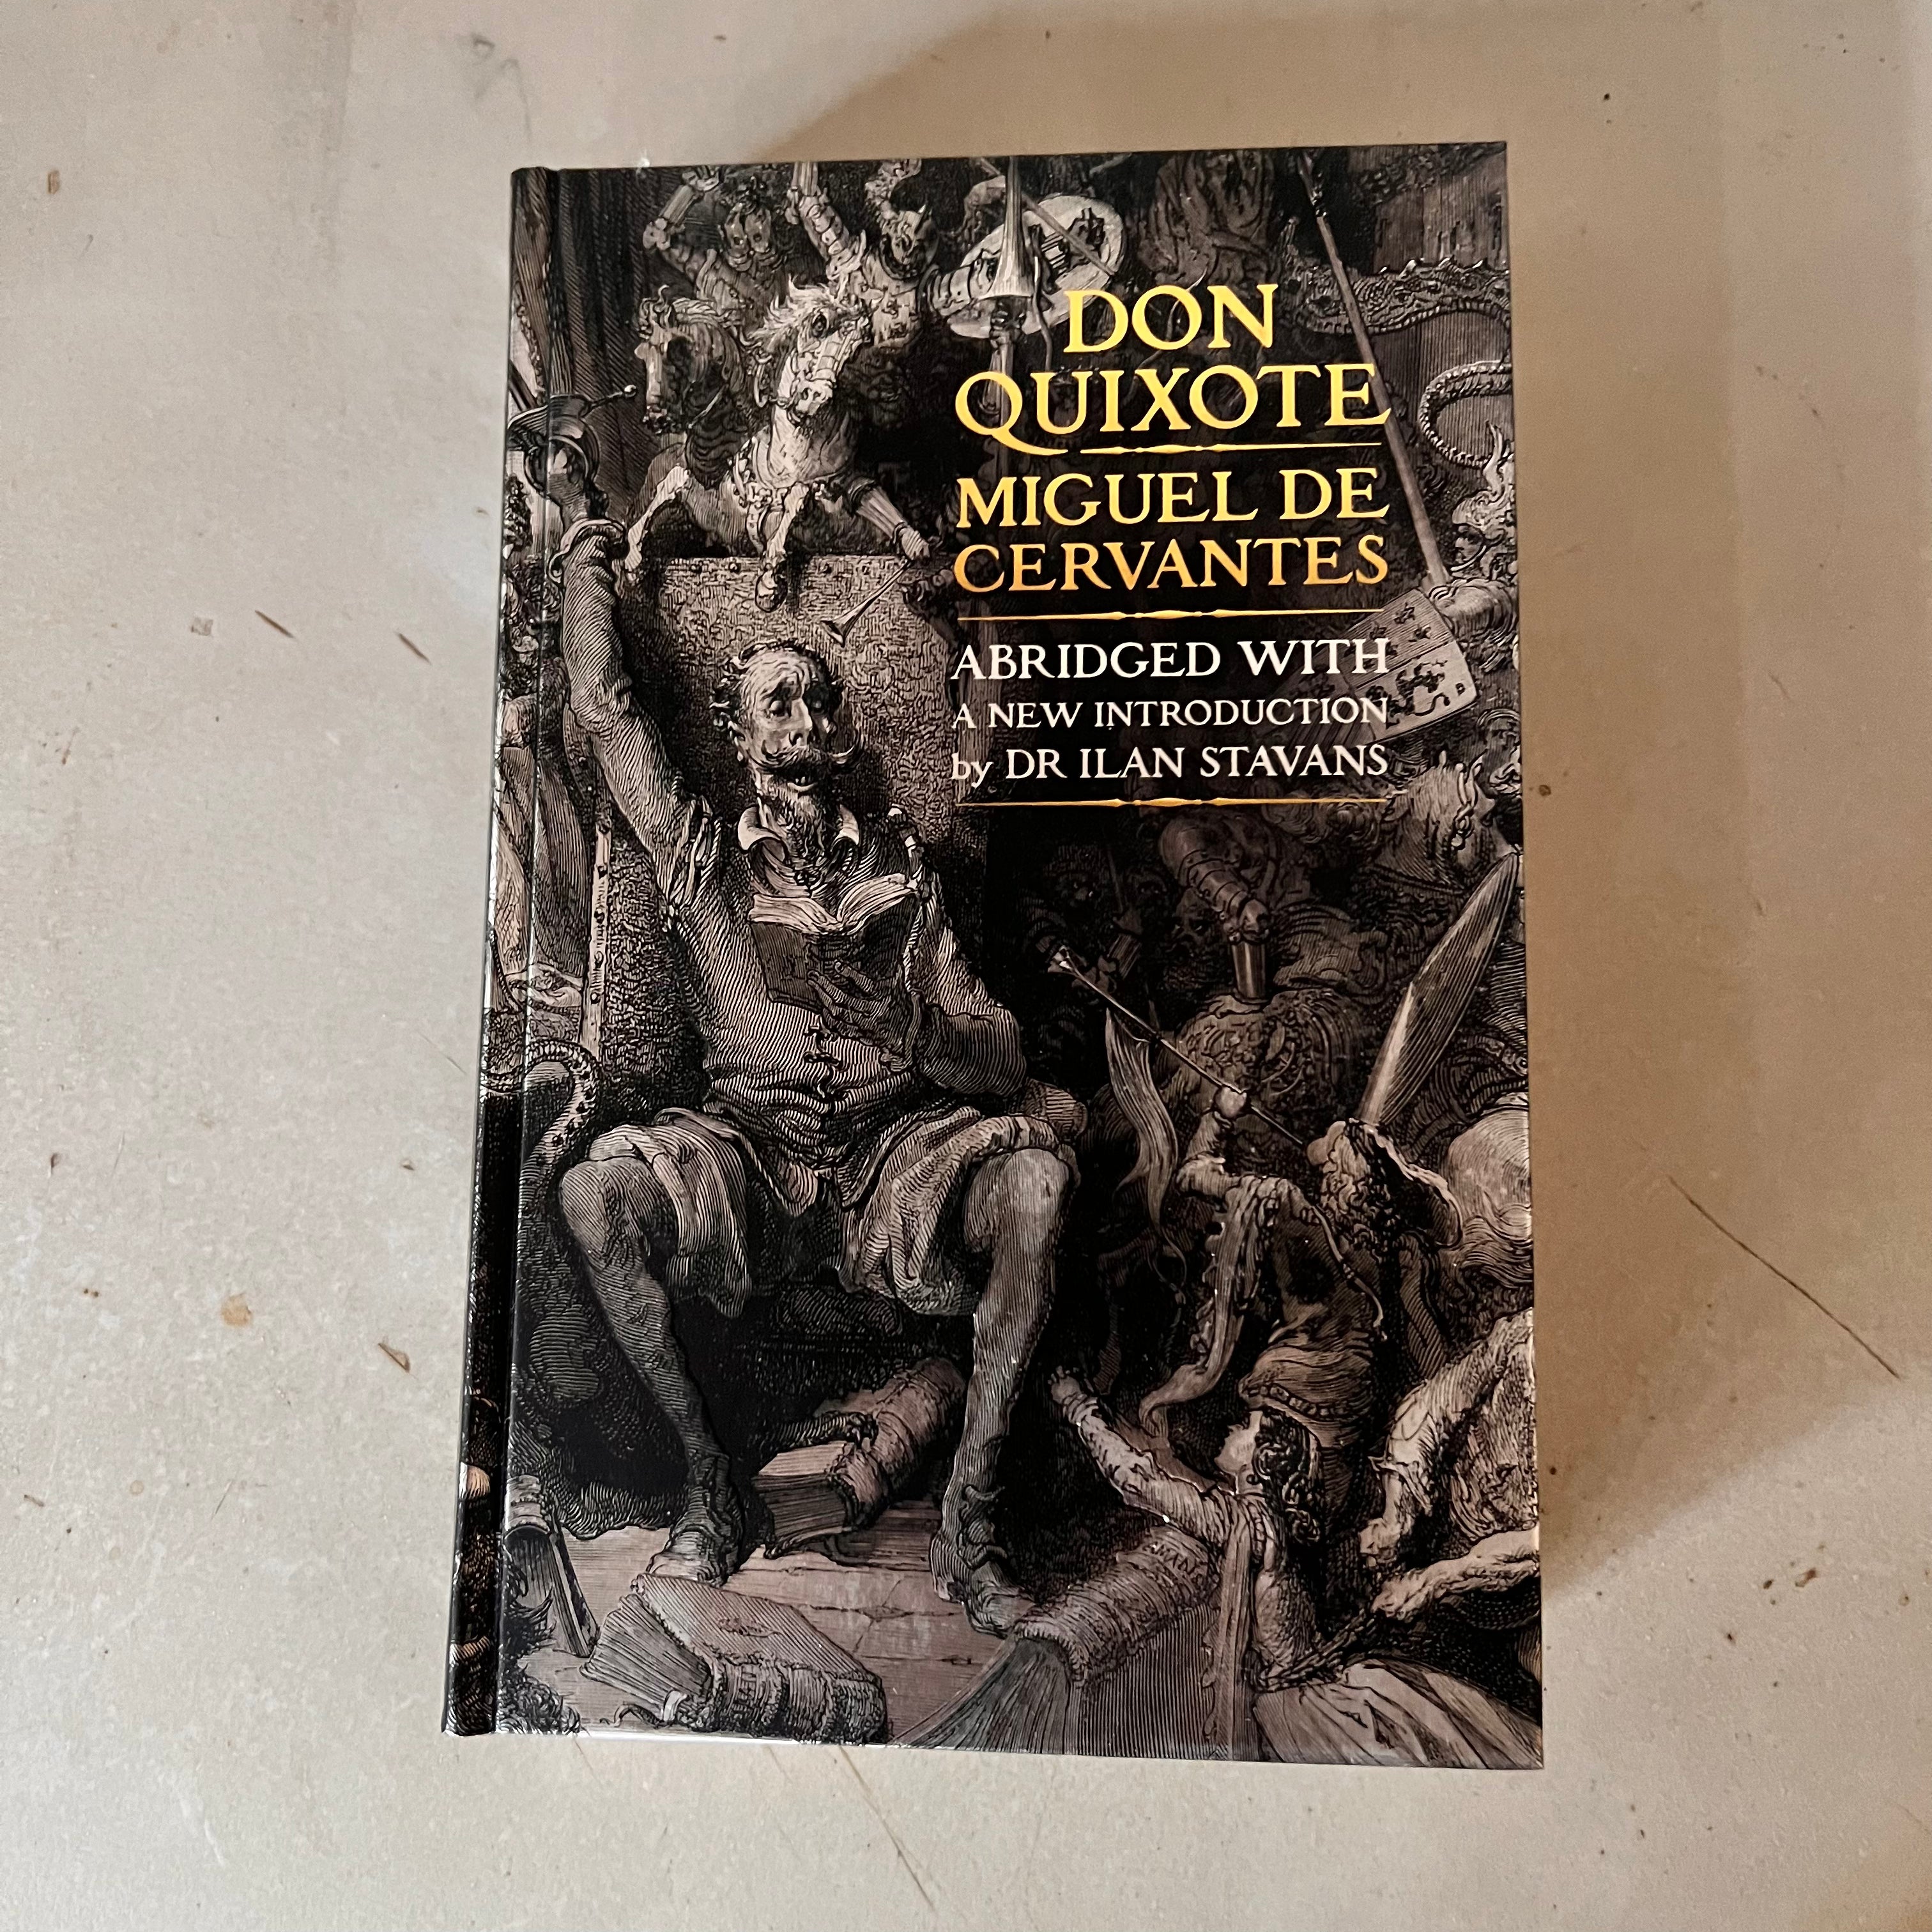 DON
QUIXOTE
MIGUEL DE
CERVANTES
ABRIDGED WITH
A NEW INTRODUCTION
by DR ILAN STAVANS